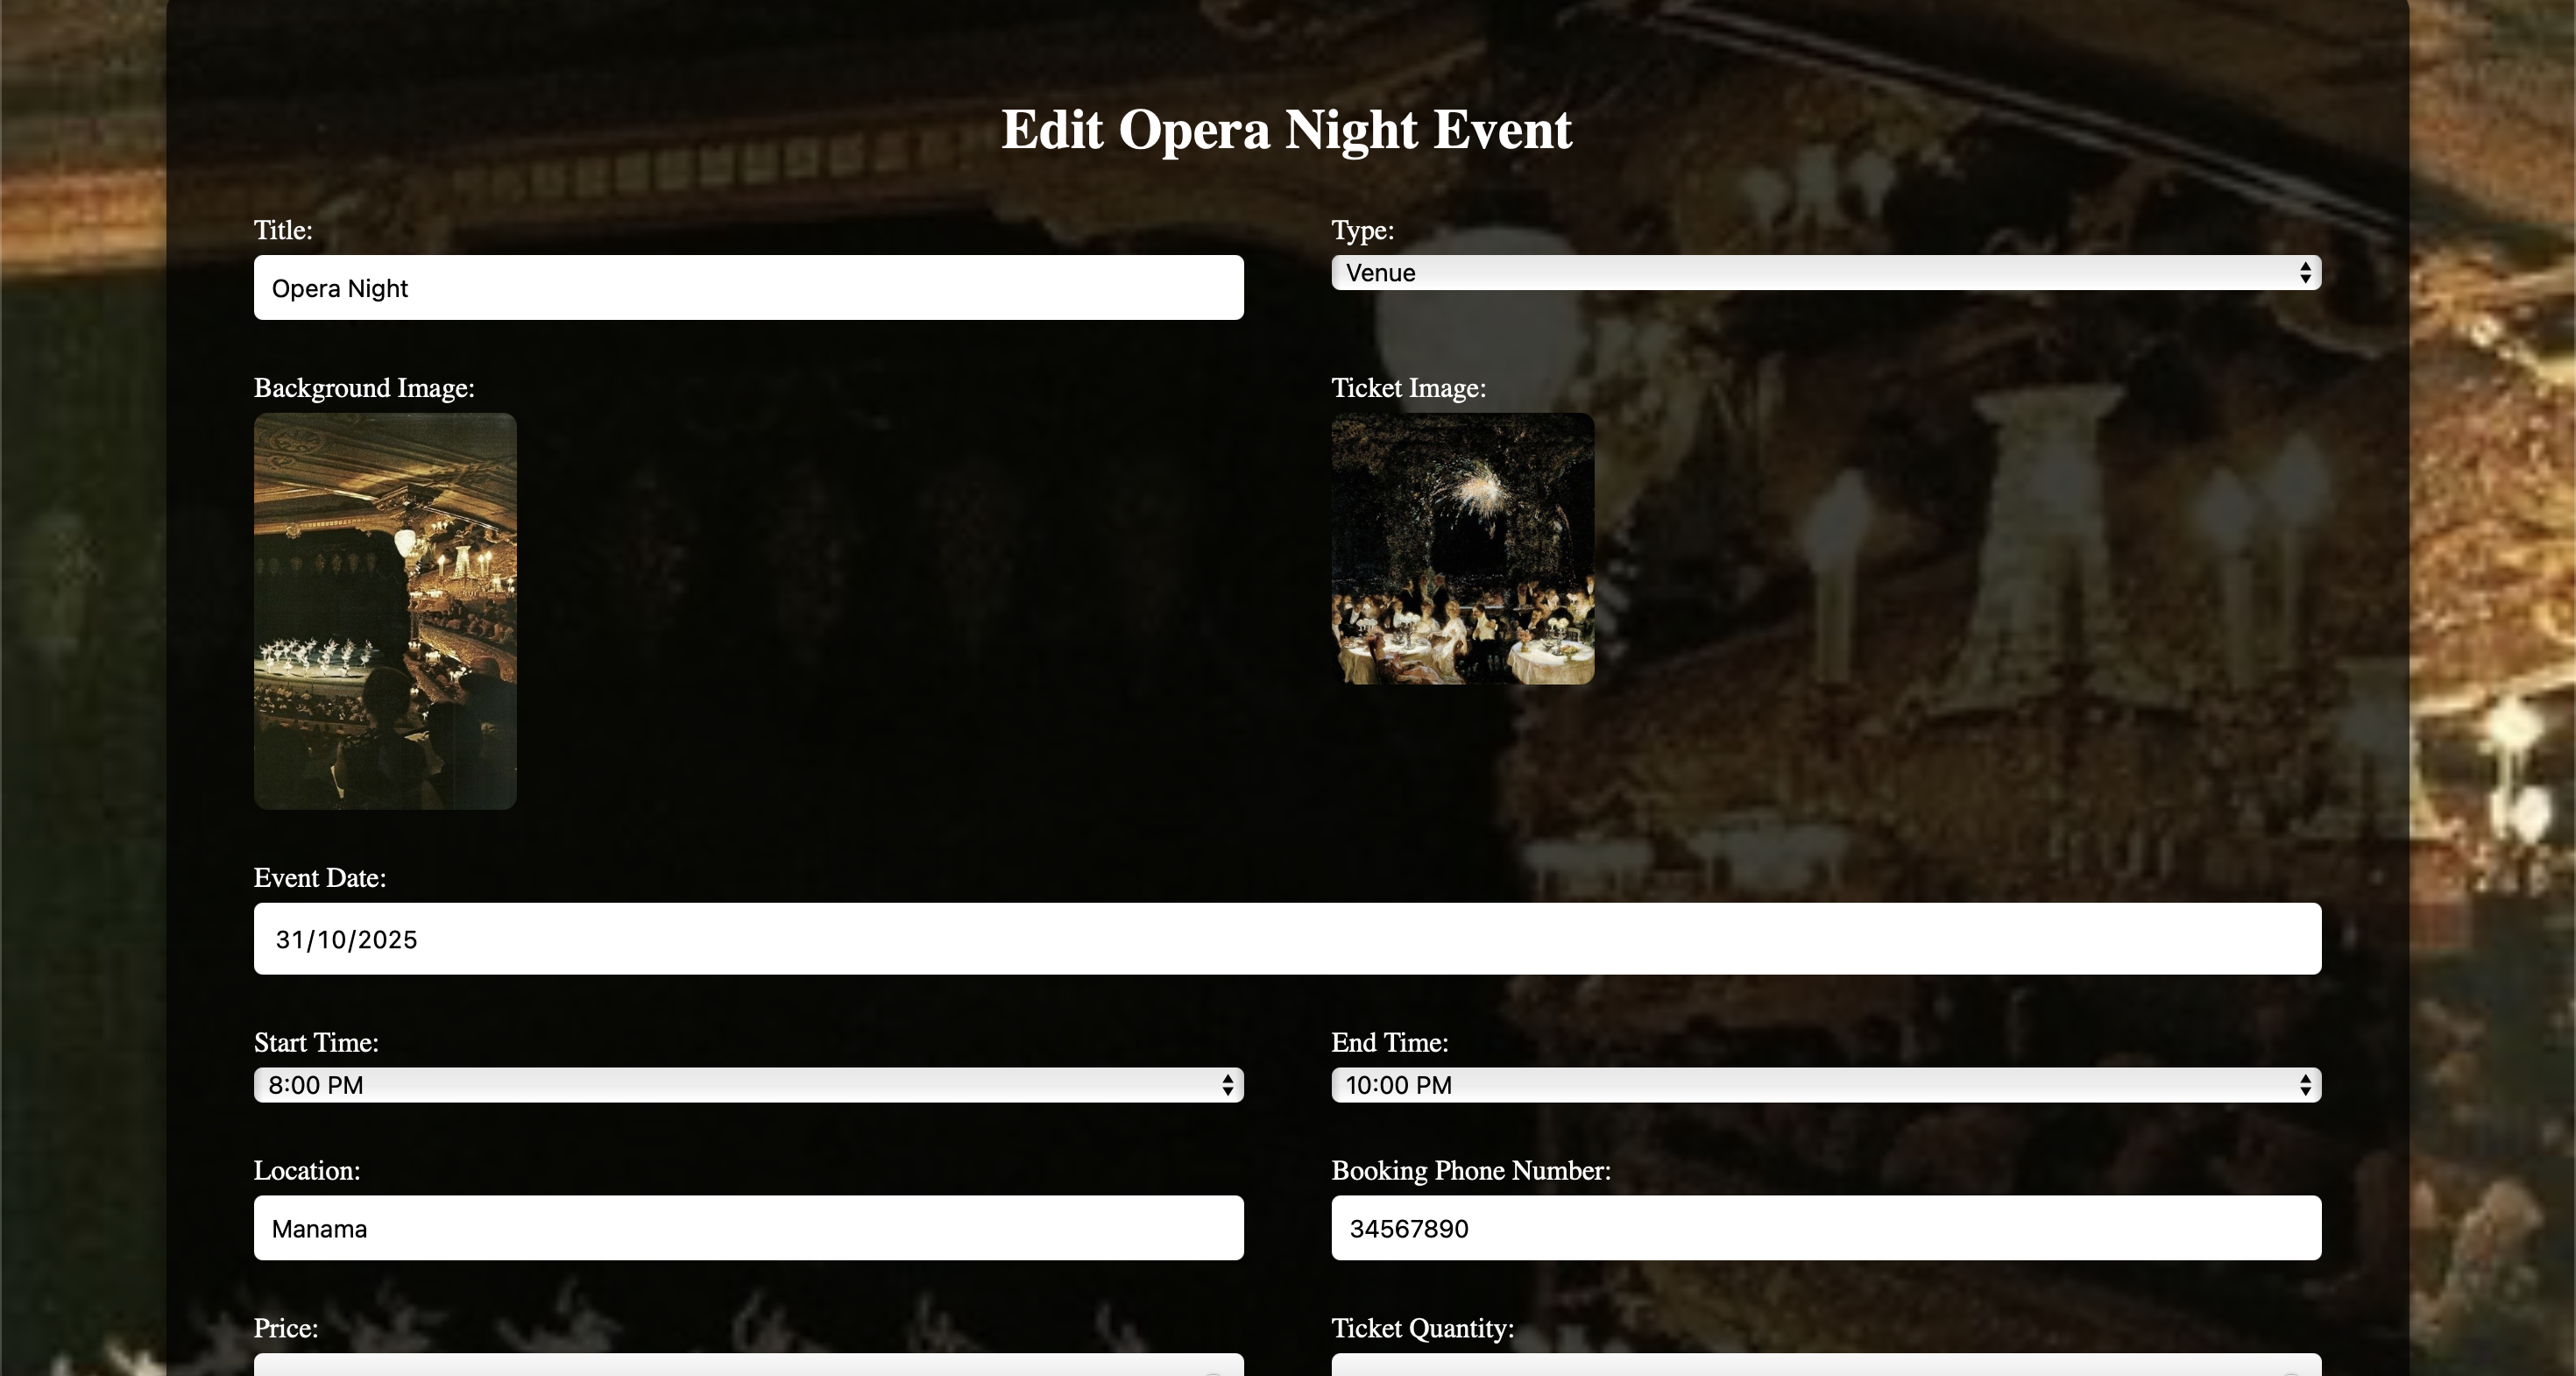 Edit Opera Night Event
Title:
Type:
Opera Night
Venue
Background Image:
Ticket Image:
Event Date:
31/10/2025
Start Time:
End Time:
8:00 PM
10:00 PM
Location:
Booking Phone Number:
Manama
34567890
Price:
Ticket Quantity: